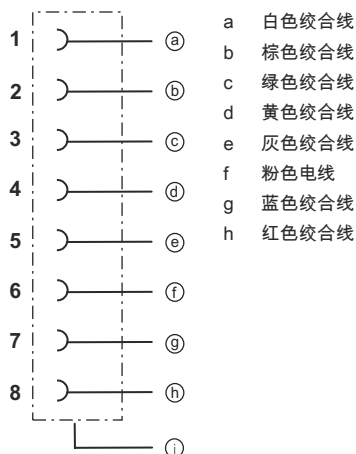 1 ⓐ a 白色绞合线
2 ⓑ b 棕色绞合线
3 ⓒ c 绿色绞合线
4 ⓓ d 黄色绞合线
5 ⓔ e 灰色绞合线
6 ⓕ f 粉色电线
7 ⓖ g 蓝色绞合线
8 ⓗ h 红色绞合线
ⓘ